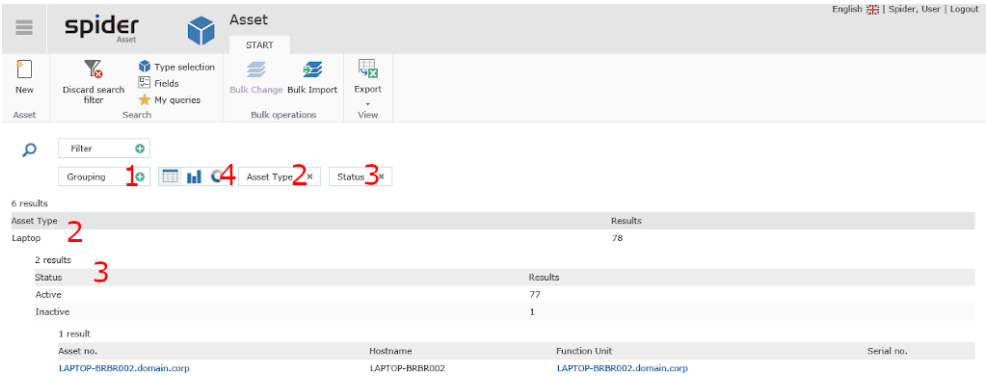 English | Spider, User | Logout
spider
Asset
Asset
START
New
Discard search
filter
Type selection
Fields
My queries
Bulk Change
Bulk Import
Export
Asset
Search
Bulk operations
View
Filter
Grouping
1
4
Asset Type
2
Status
3
6 results
Asset Type
Results
2
Laptop
78
2 results
3
Status
Results
Active
77
Inactive
1
1 result
Asset no.
Hostname
Function Unit
Serial no.
LAPTOP-BRBR002.domain.corp
LAPTOP-BRBR002
LAPTOP-BRBR002.domain.corp